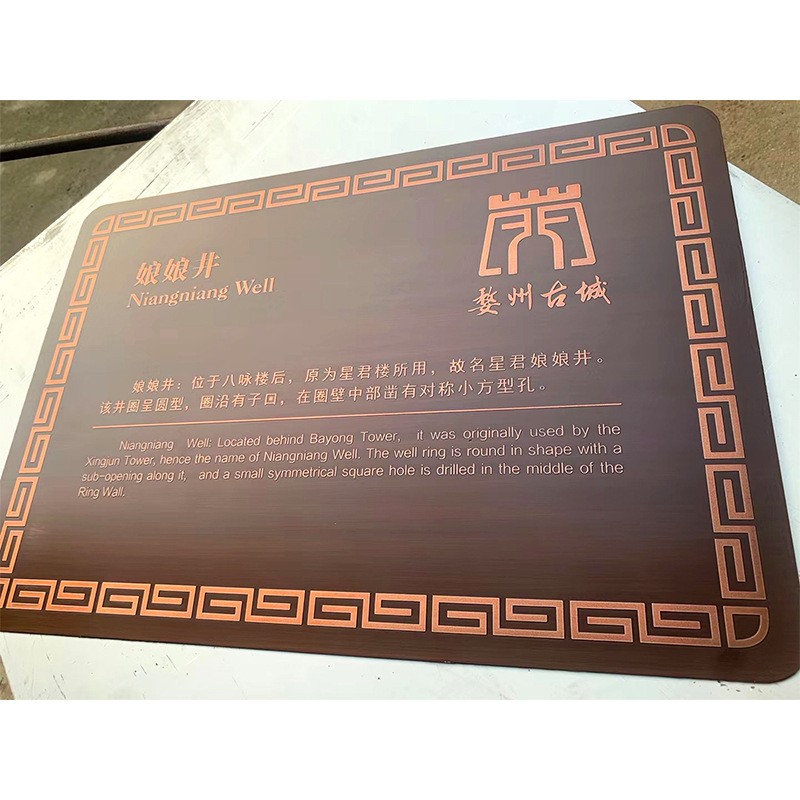 娘娘井
Niangniang Well
婺州古城
娘娘井：位于八咏楼后，原为星君楼所用，故名星君娘娘井。
该井圈呈圆型，圈沿有子口，在圈壁中部凿有对称小方型孔。
Niangniang Well: Located behind Bayong Tower, it was originally used by the
Xingjun Tower, hence the name of Niangniang Well. The well ring is round in shape with a
sub-opening along it, and a small symmetrical square hole is drilled in the middle of the
Ring Wall.